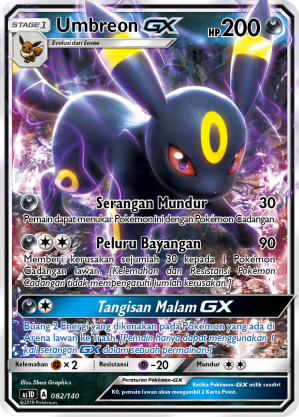 STAGE 1 Umbreon GX HP 200
Evolusi dari Eevee
Serangan Mundur 30
Pemain dapat menukar Pokémon ini dengan Pokémon Cadangan.
Peluru Bayangan 90
Memberi kerusakan sejumlah 30 kepada 1 Pokémon
Cadangan lawan. [Kelemahan dan Resistansi Pokémon
Cadangan tidak mempengaruhi jumlah kerusakan.]
Tangisan Malam GX
Buang 2 Energi yang dikenakan pada Pokémon yang ada di
Arena lawan ke Trash. [Pemain hanya dapat menggunakan 1
kali serangan GX dalam sebuah permainan.]
Kelemahan ×2 Resistansi -20 Mundur
Illus. 5ban Graphics
Peraturan Pokémon-GX
Ketika Pokémon-GX milik sendiri
KO, pemain lawan akan mengambil 2 Kartu Point.
AS1D A 082/140
©2019 Pokémon